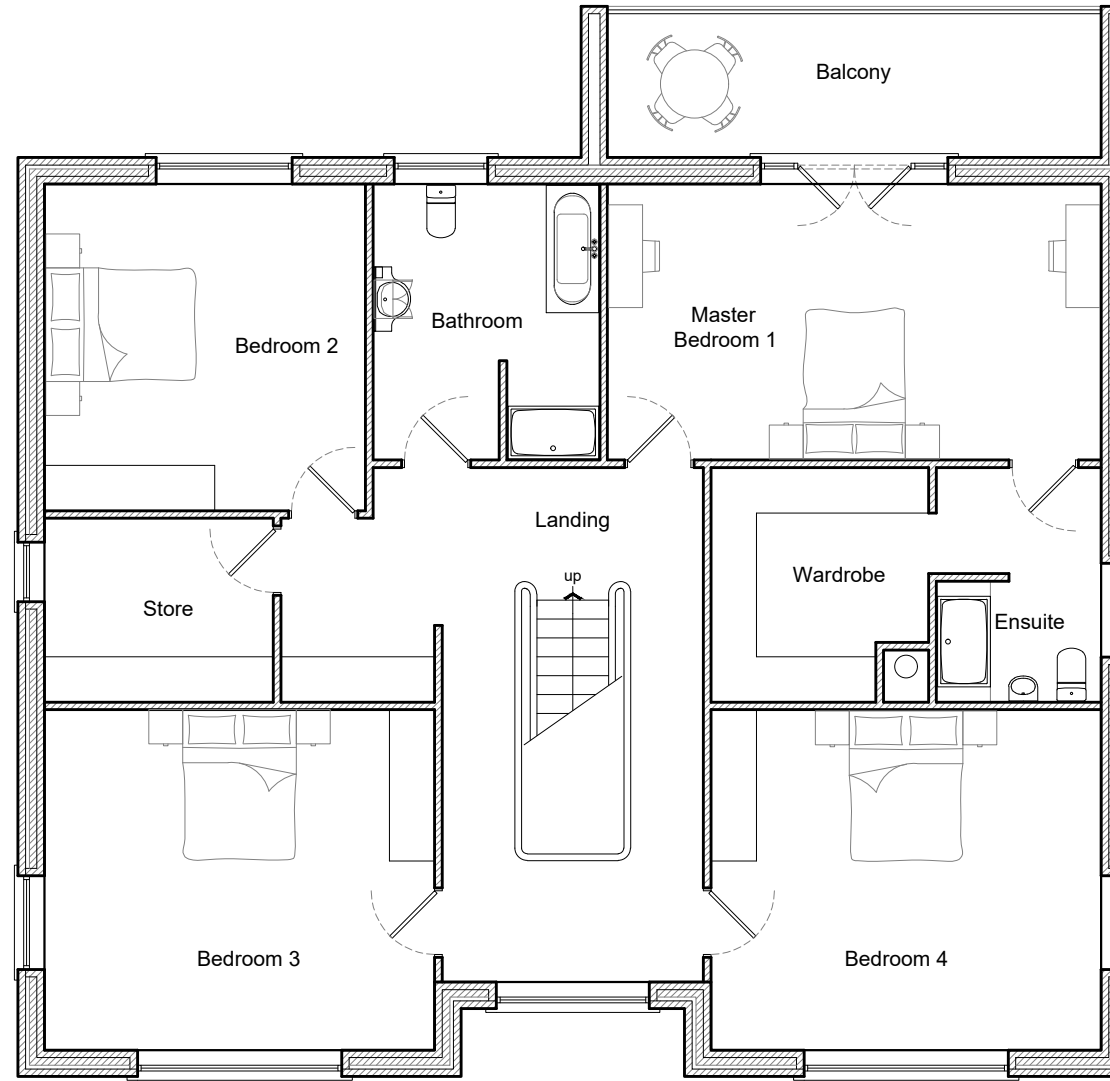 Balcony
Master
Bedroom 1
Bathroom
Bedroom 2
Landing
up
Wardrobe
Store
Ensuite
Bedroom 3
Bedroom 4